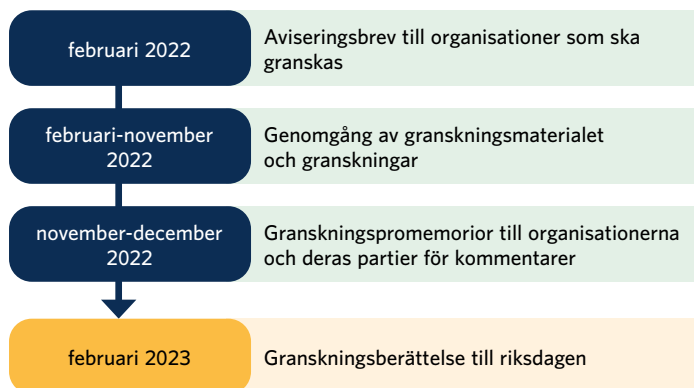 februari 2022
Aviseringsbrev till organisationer som ska
granskas
februari-november
2022
Genomgång av granskningsmaterialet
och granskningar
november-december
2022
Granskningspromemorior till organisationerna
och deras partier för kommentarer
februari 2023
Granskningsberättelse till riksdagen